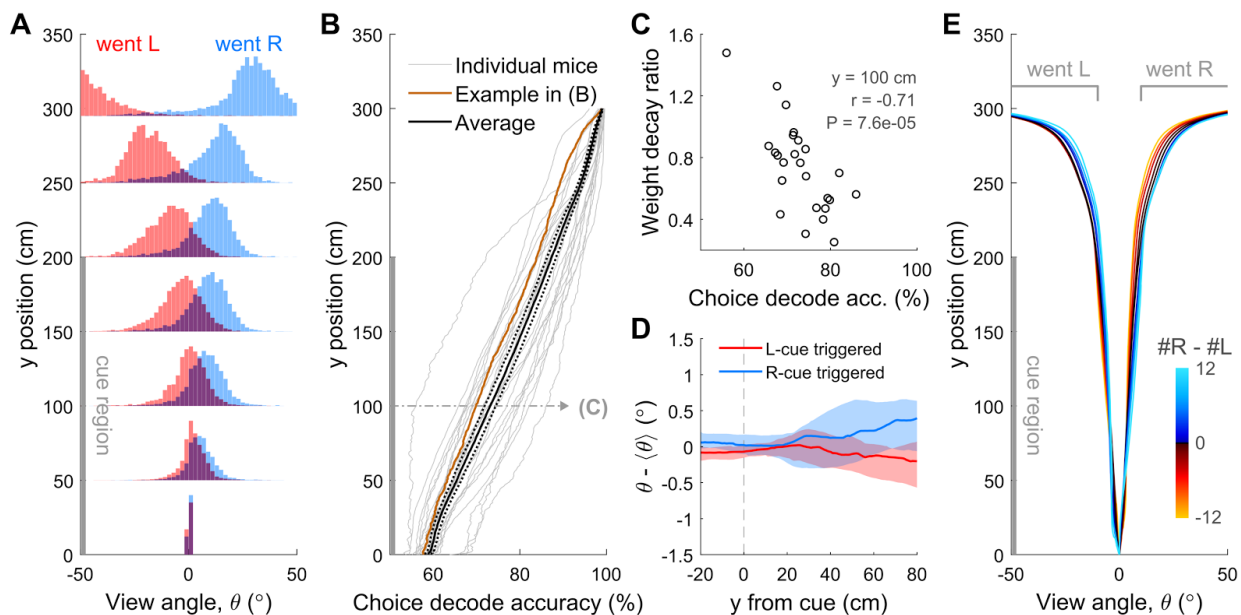 A
went L
went R
y position (cm)
300
250
200
150
100
50
0
cue region
-50
0
50
View angle, θ (°)
B
Individual mice
Example in (B)
Average
y position (cm)
350
300
250
200
150
100
50
0
(C)
60
80
100
Choice decode accuracy (%)
C
Weight decay ratio
1.6
1.2
0.8
0.4
y = 100 cm
r = -0.71
P = 7.6e-05
60
80
100
Choice decode acc. (%)
D
L-cue triggered
R-cue triggered
θ - ⟨θ⟩ (°)
1.5
1
0.5
0
-0.5
-1
-1.5
-20
0
20
40
60
80
y from cue (cm)
E
went L
went R
y position (cm)
350
300
250
200
150
100
50
0
cue region
#R - #L
12
0
-12
-50
0
50
View angle, θ (°)